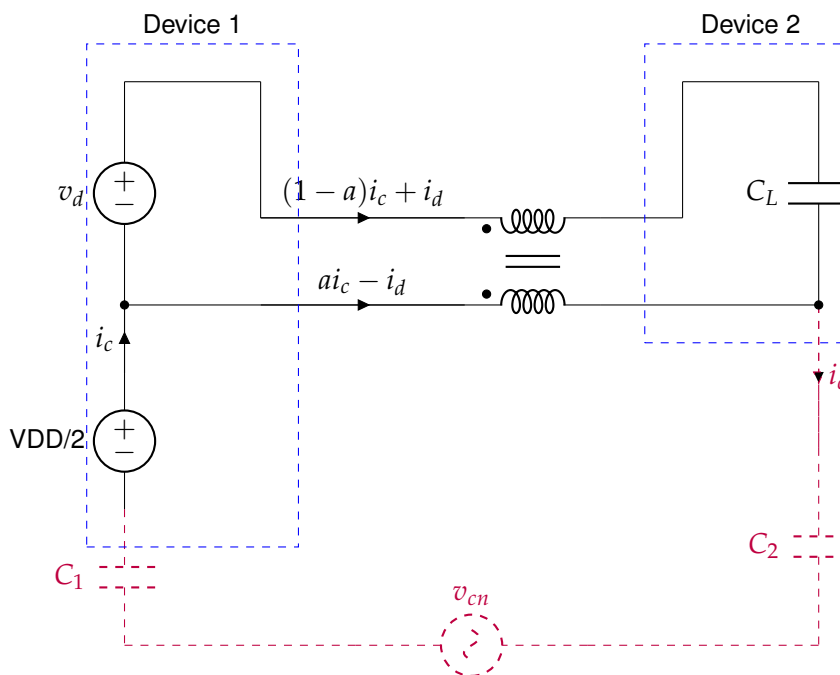 Device 1
Device 2
v_d
+
−
(1 − a)i_c + i_d
C_L
ai_c − i_d
i_c
VDD/2
+
−
C_1
v_cn
C_2